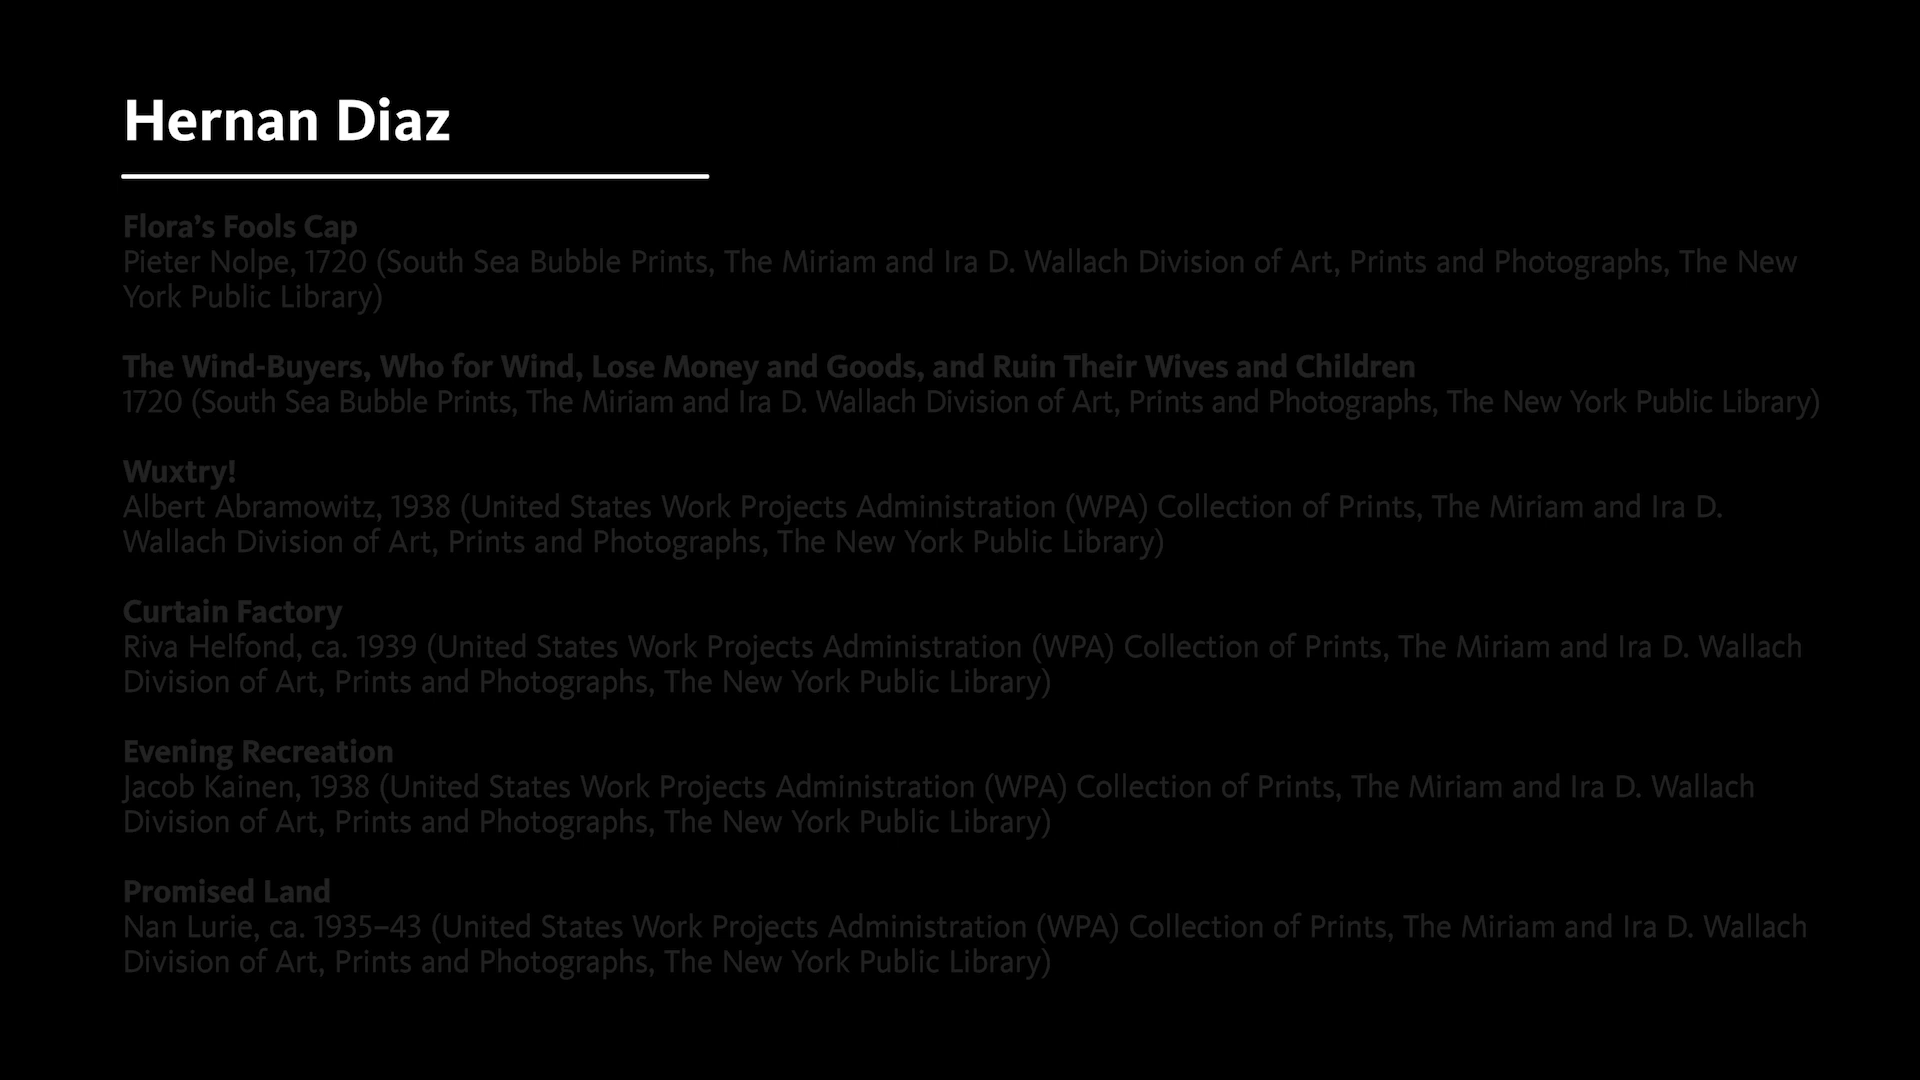 Hernan Diaz
Flora’s Fools Cap
Pieter Nolpe, 1720 (South Sea Bubble Prints, The Miriam and Ira D. Wallach Division of Art, Prints and Photographs, The New
York Public Library)
The Wind-Buyers, Who for Wind, Lose Money and Goods, and Ruin Their Wives and Children
1720 (South Sea Bubble Prints, The Miriam and Ira D. Wallach Division of Art, Prints and Photographs, The New York Public Library)
Wuxtry!
Albert Abramowitz, 1938 (United States Work Projects Administration (WPA) Collection of Prints, The Miriam and Ira D.
Wallach Division of Art, Prints and Photographs, The New York Public Library)
Curtain Factory
Riva Helfond, ca. 1939 (United States Work Projects Administration (WPA) Collection of Prints, The Miriam and Ira D. Wallach
Division of Art, Prints and Photographs, The New York Public Library)
Evening Recreation
Jacob Kainen, 1938 (United States Work Projects Administration (WPA) Collection of Prints, The Miriam and Ira D. Wallach
Division of Art, Prints and Photographs, The New York Public Library)
Promised Land
Nan Lurie, ca. 1935–43 (United States Work Projects Administration (WPA) Collection of Prints, The Miriam and Ira D. Wallach
Division of Art, Prints and Photographs, The New York Public Library)